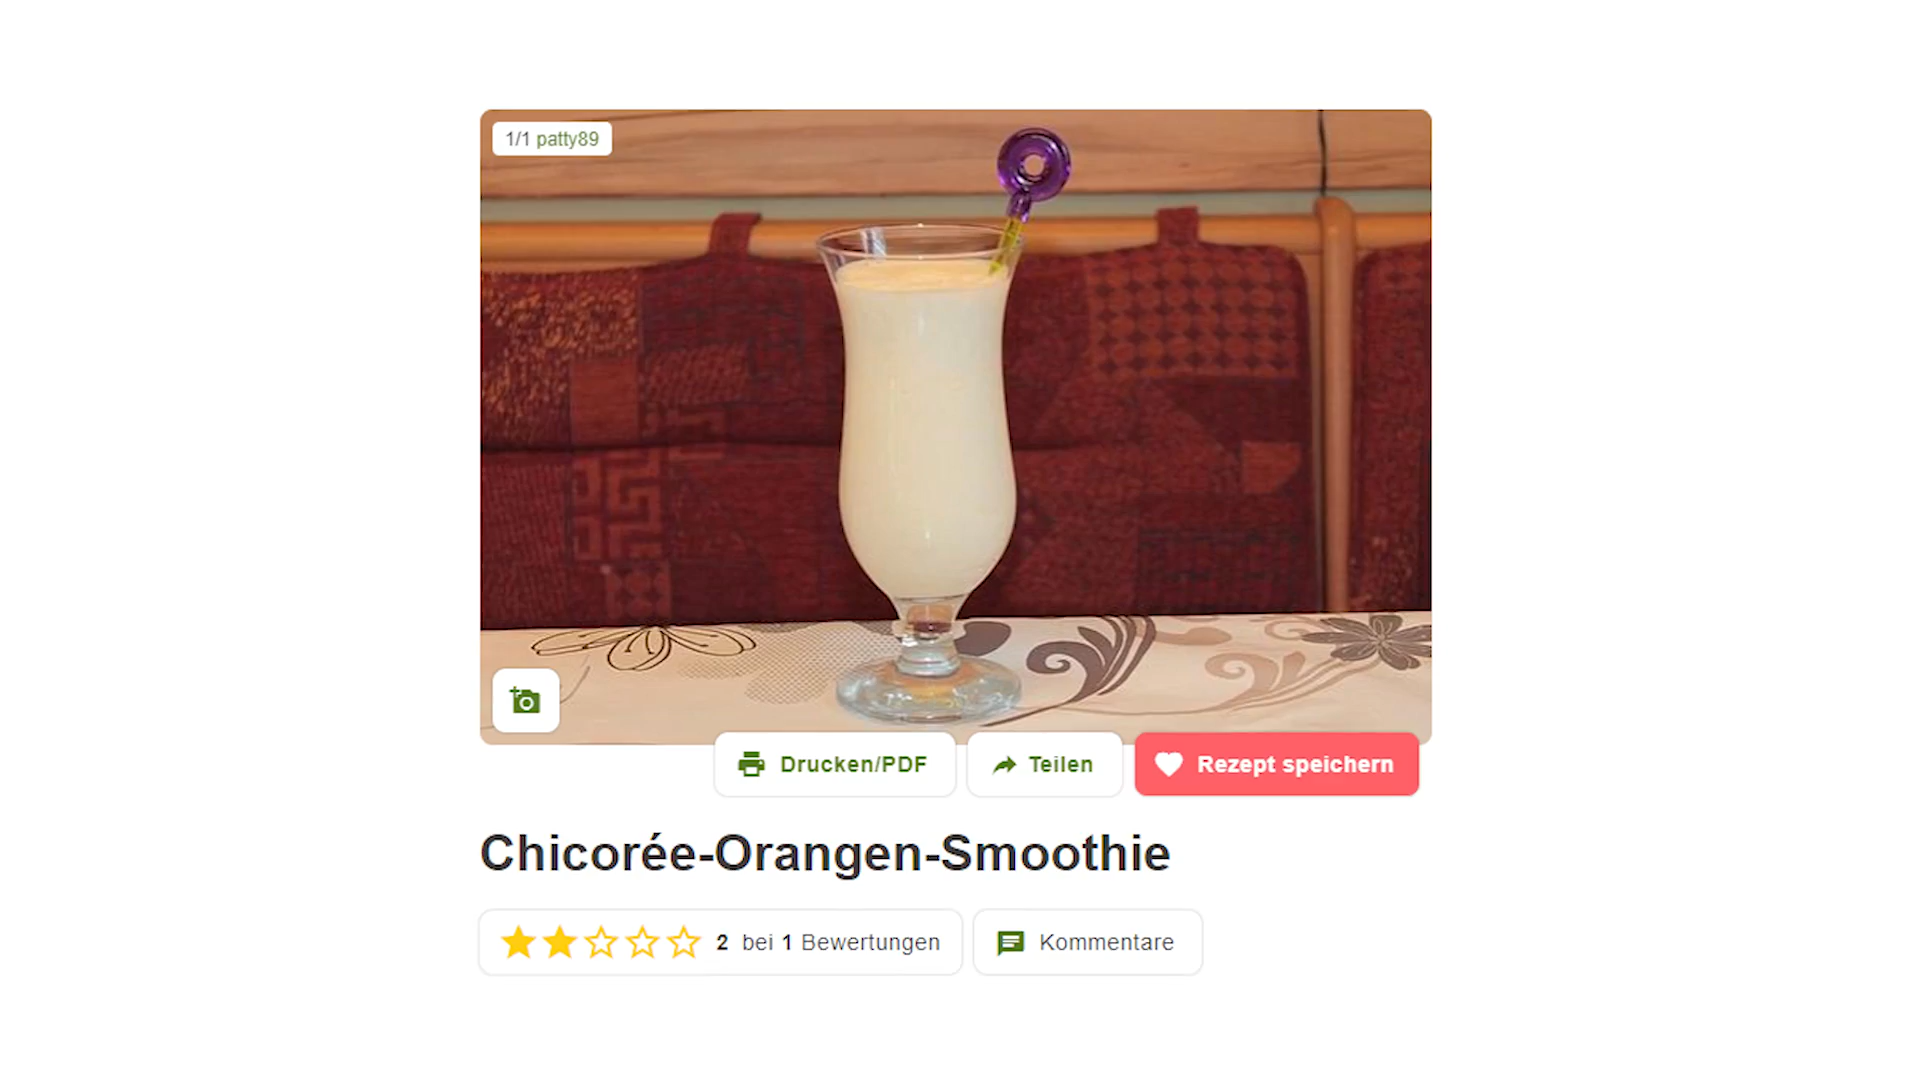 1/1 patty89
Drucken/PDF
Teilen
Rezept speichern
Chicorée-Orangen-Smoothie
2 bei 1 Bewertungen
Kommentare